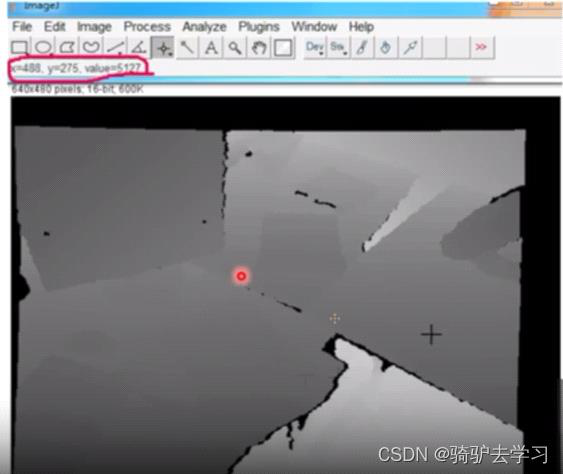 ImageJ
File Edit Image Process Analyze Plugins Window Help
Dev Stk >>
x=488, y=275, value=5127
640x480 pixels; 16-bit; 600K
CSDN @骑驴去学习